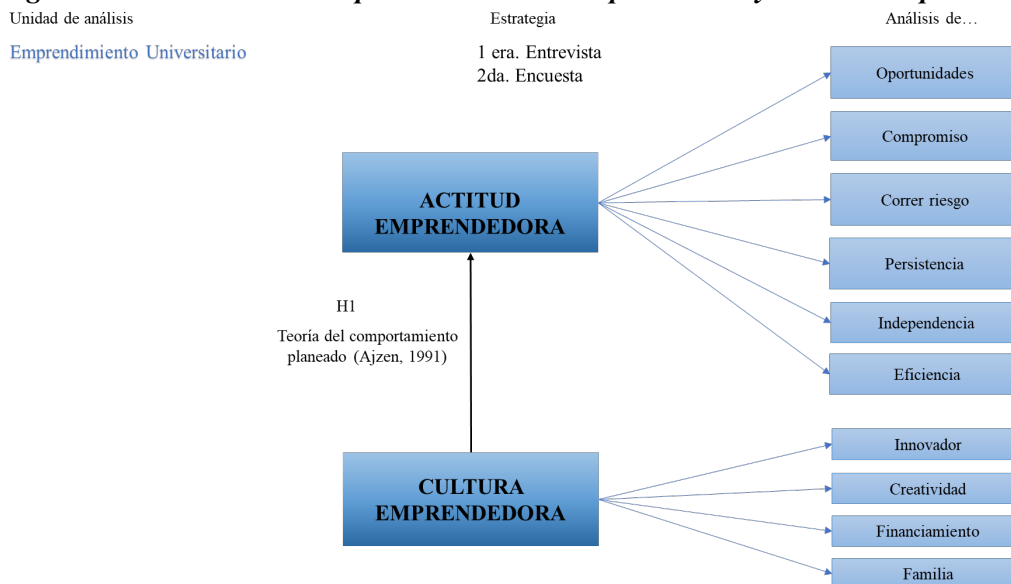 Unidad de análisis
Estrategia
Análisis de…
Emprendimiento Universitario
1 era. Entrevista
2da. Encuesta
Oportunidades
Compromiso
ACTITUD
EMPRENDEDORA
Correr riesgo
Persistencia
H1
Independencia
Teoría del comportamiento
planeado (Ajzen, 1991)
Eficiencia
Innovador
CULTURA
EMPRENDEDORA
Creatividad
Financiamiento
Familia